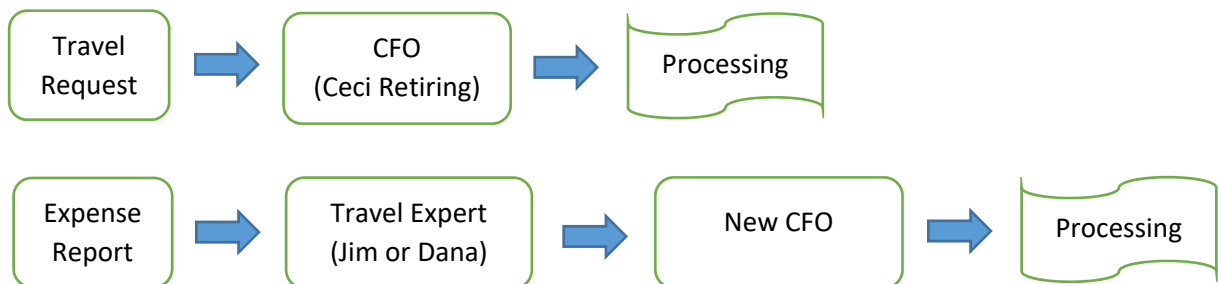 Travel
Request
CFO
(Ceci Retiring)
Processing
Expense
Report
Travel Expert
(Jim or Dana)
New CFO
Processing